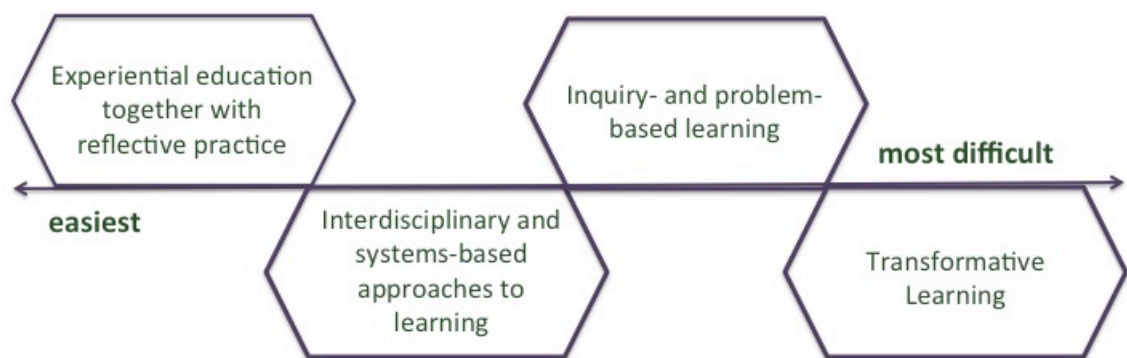 Experiential education
together with
reflective practice
Inquiry- and problem-
based learning
most difficult
easiest
Interdisciplinary and
systems-based
approaches to
learning
Transformative
Learning